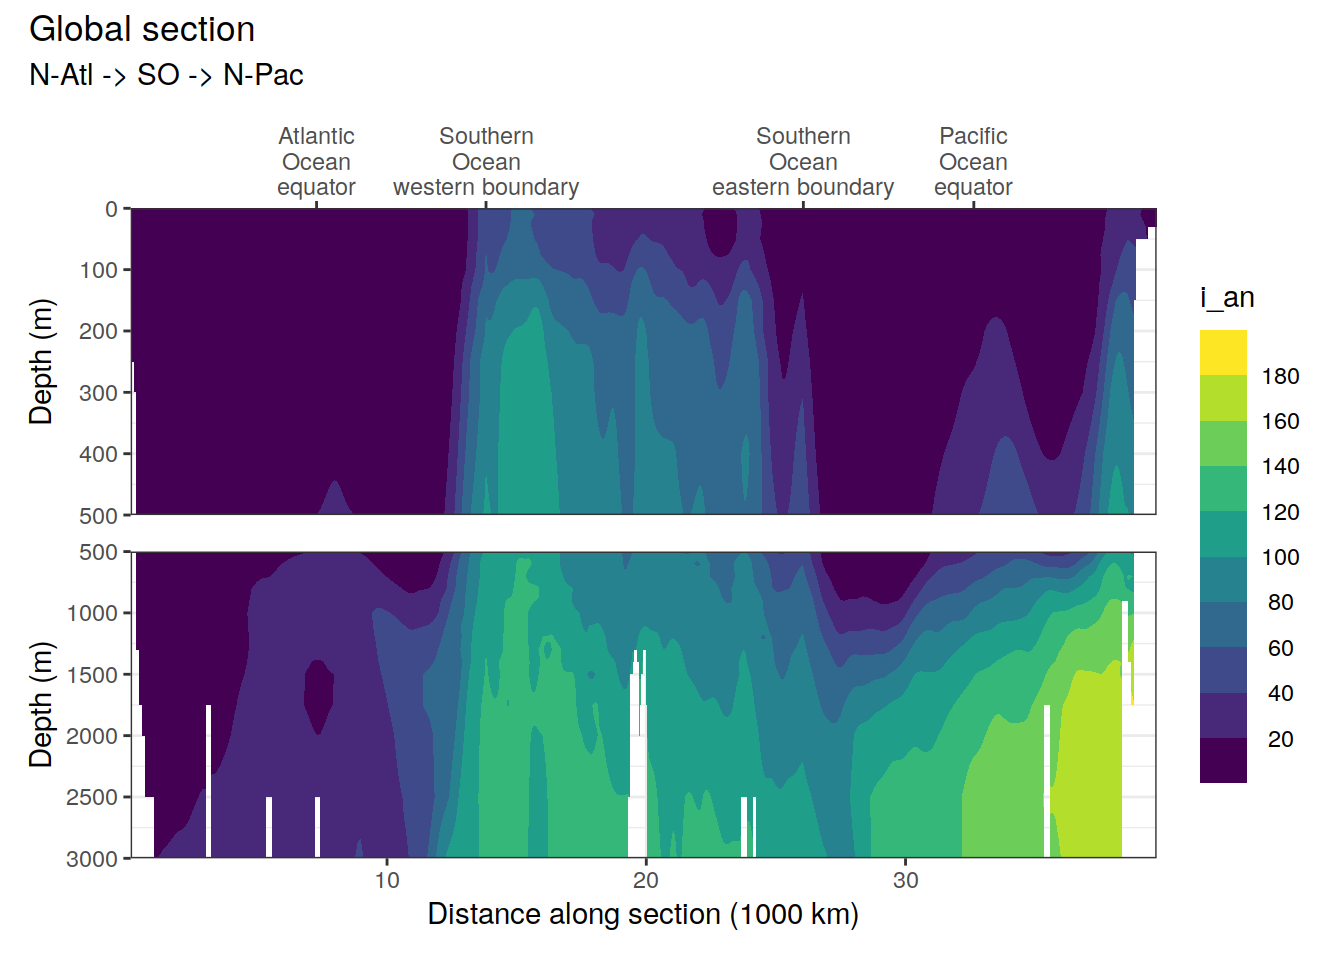 Global section
N-Atl -> SO -> N-Pac
Atlantic
Ocean
equator
Southern
Ocean
western boundary
Southern
Ocean
eastern boundary
Pacific
Ocean
equator
Depth (m)
0
100
200
300
400
500
Depth (m)
500
1000
1500
2000
2500
3000
10
20
30
Distance along section (1000 km)
i_an
180
160
140
120
100
80
60
40
20